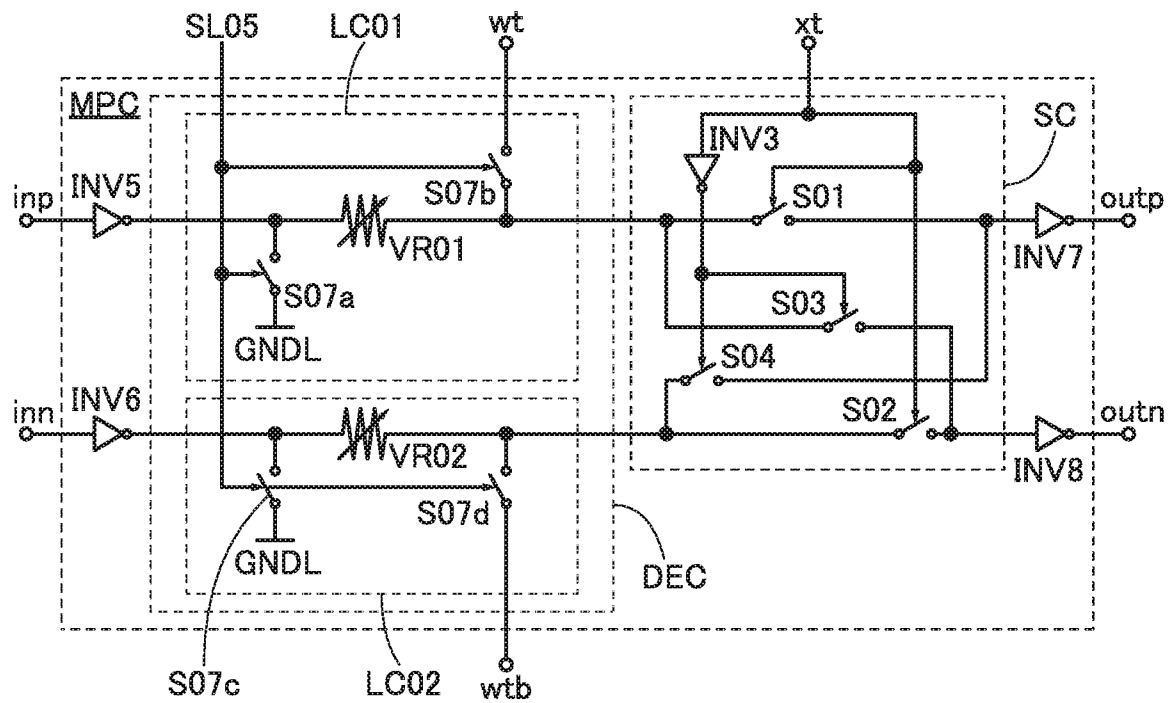 SL05
LC01
wt
xt
MPC
INV3
SC
inp
INV5
S07b
S01
outp
VR01
INV7
S07a
S03
GNDL
S04
inn
INV6
S02
outn
VR02
INV8
S07d
GNDL
DEC
S07c
LC02
wtb